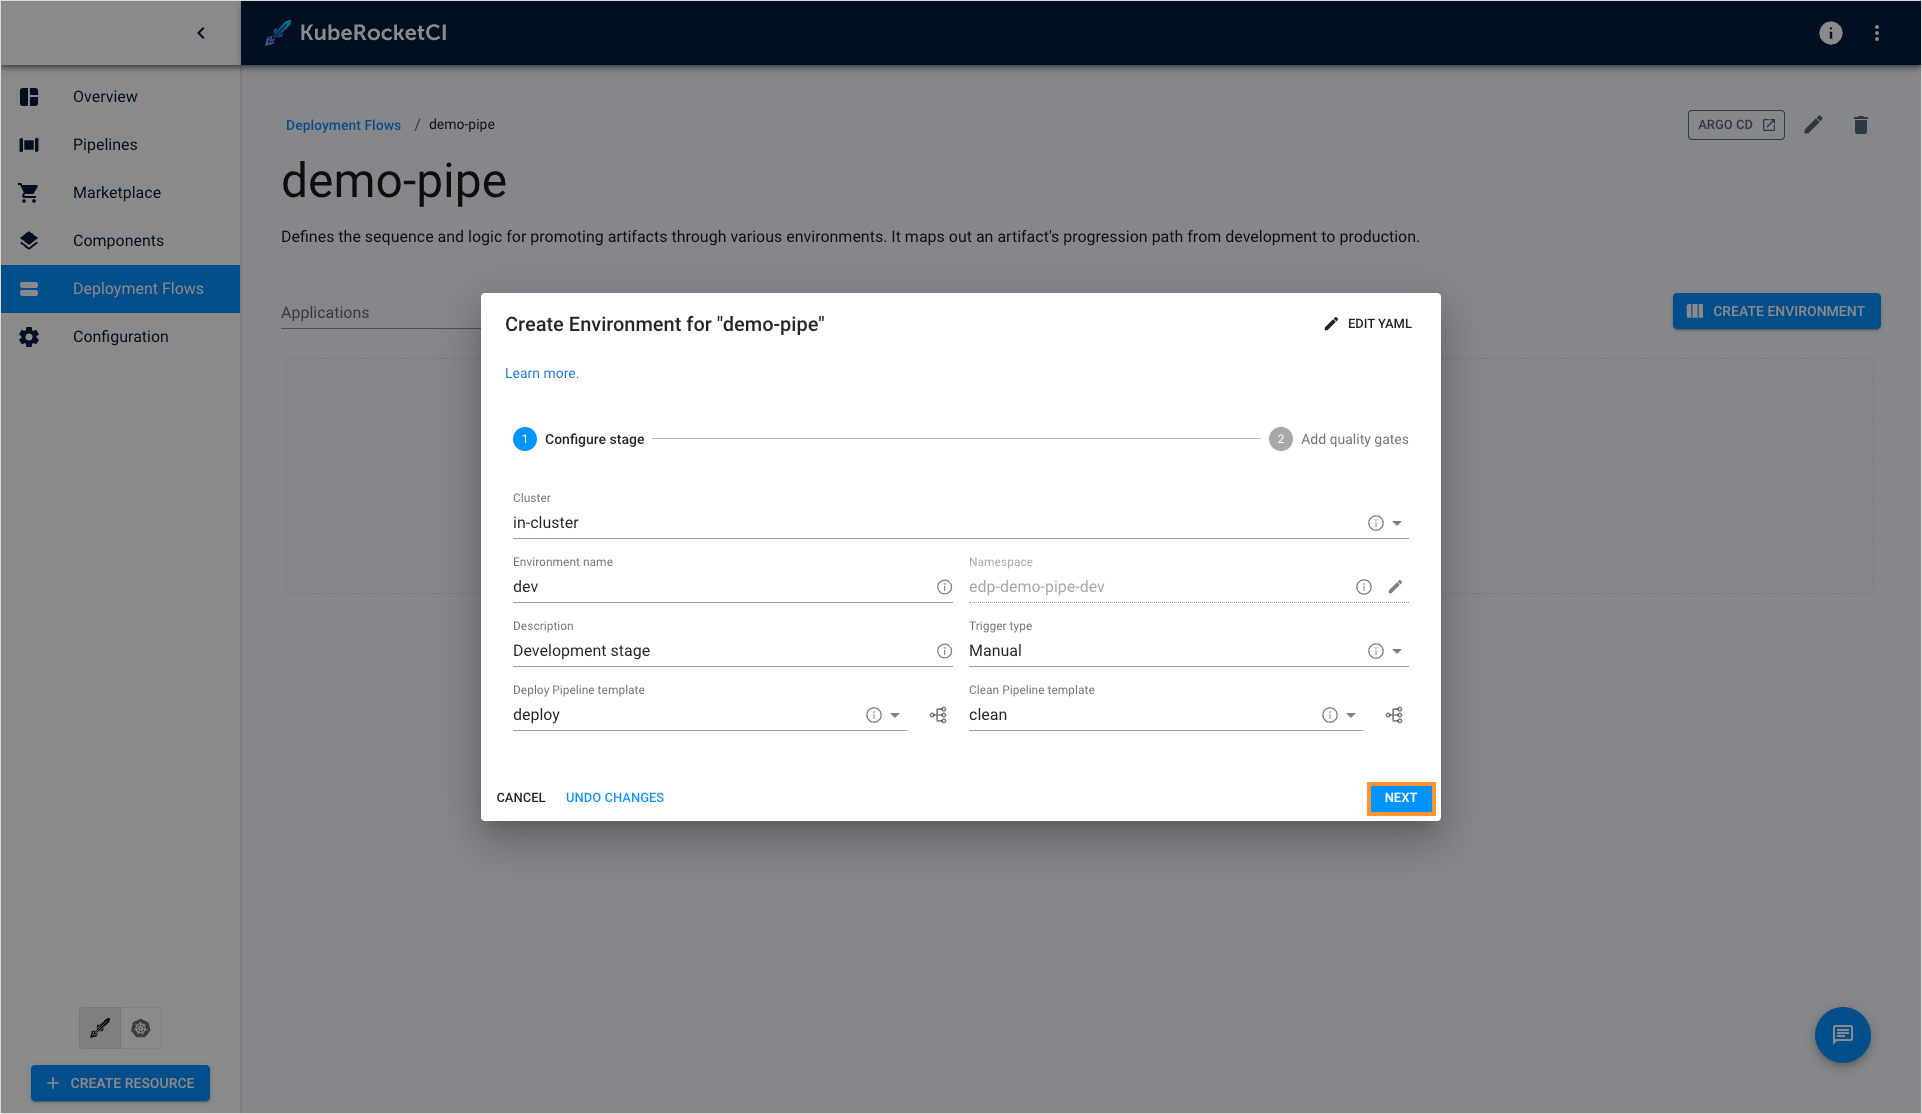 KubeRocketCI
Overview
Pipelines
Marketplace
Components
Deployment Flows
Configuration
CREATE RESOURCE
Deployment Flows / demo-pipe
ARGO CD
demo-pipe
Defines the sequence and logic for promoting artifacts through various environments. It maps out an artifact's progression path from development to production.
Applications
CREATE ENVIRONMENT
Create Environment for "demo-pipe"
EDIT YAML
Learn more.
1 Configure stage
2 Add quality gates
Cluster
in-cluster
Environment name
dev
Namespace
edp-demo-pipe-dev
Description
Development stage
Trigger type
Manual
Deploy Pipeline template
deploy
Clean Pipeline template
clean
CANCEL
UNDO CHANGES
NEXT